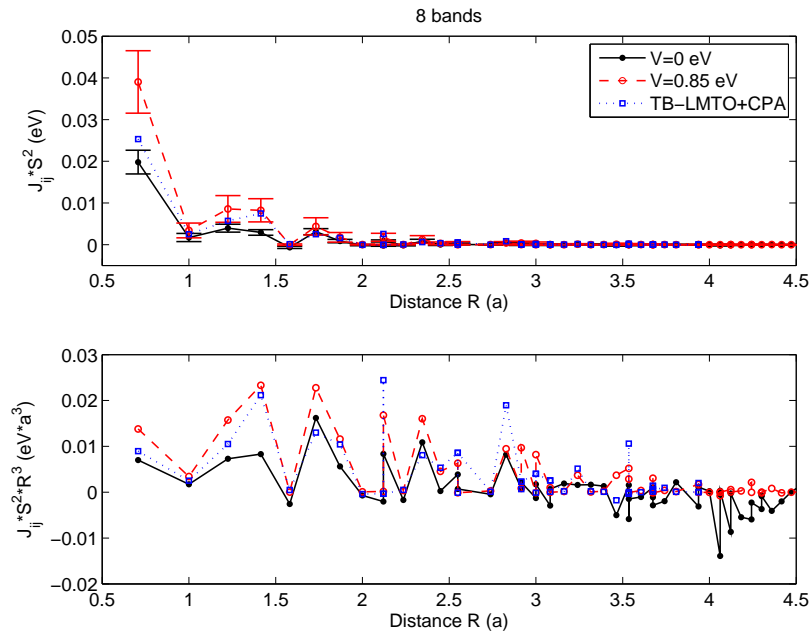 8 bands
0.05
0.04
0.03
0.02
0.01
0
J_ij*S^2 (eV)
V=0 eV
V=0.85 eV
TB−LMTO+CPA
0.5 1 1.5 2 2.5 3 3.5 4 4.5
Distance R (a)
0.03
0.02
0.01
0
−0.01
−0.02
J_ij*S^2*R^3 (eV*a^3)
0.5 1 1.5 2 2.5 3 3.5 4 4.5
Distance R (a)